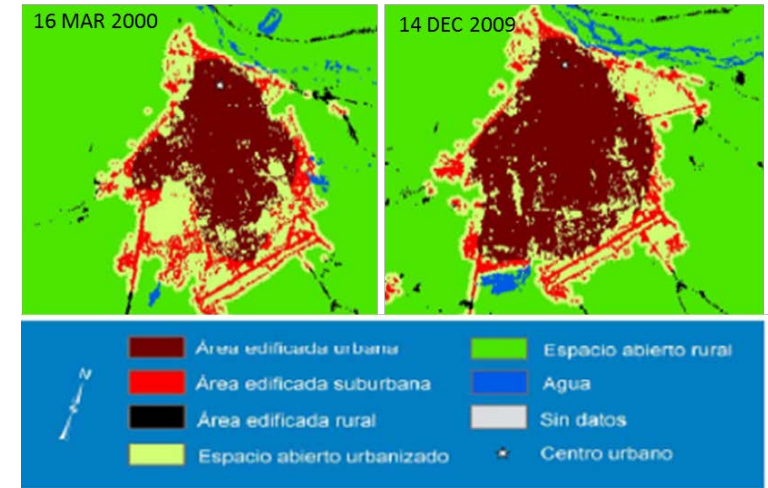 16 MAR 2000
14 DEC 2009
N
Área edificada urbana
Área edificada suburbana
Área edificada rural
Espacio abierto urbanizado
Espacio abierto rural
Agua
Sin datos
Centro urbano